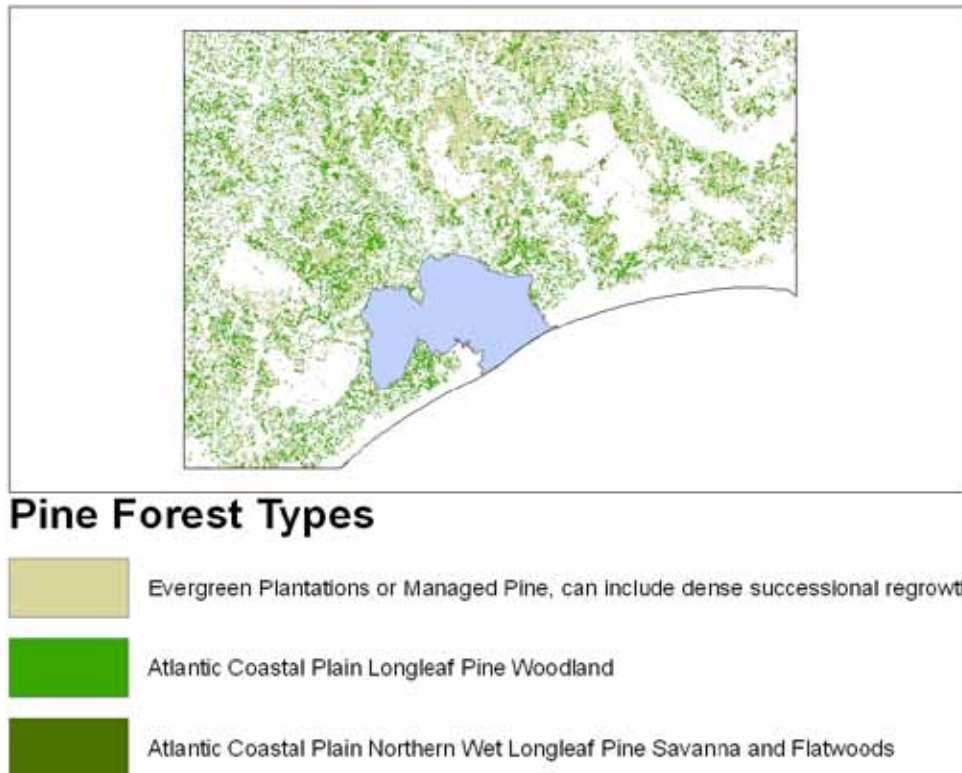 Pine Forest Types
Evergreen Plantations or Managed Pine, can include dense successional regrowt
Atlantic Coastal Plain Longleaf Pine Woodland
Atlantic Coastal Plain Northern Wet Longleaf Pine Savanna and Flatwoods